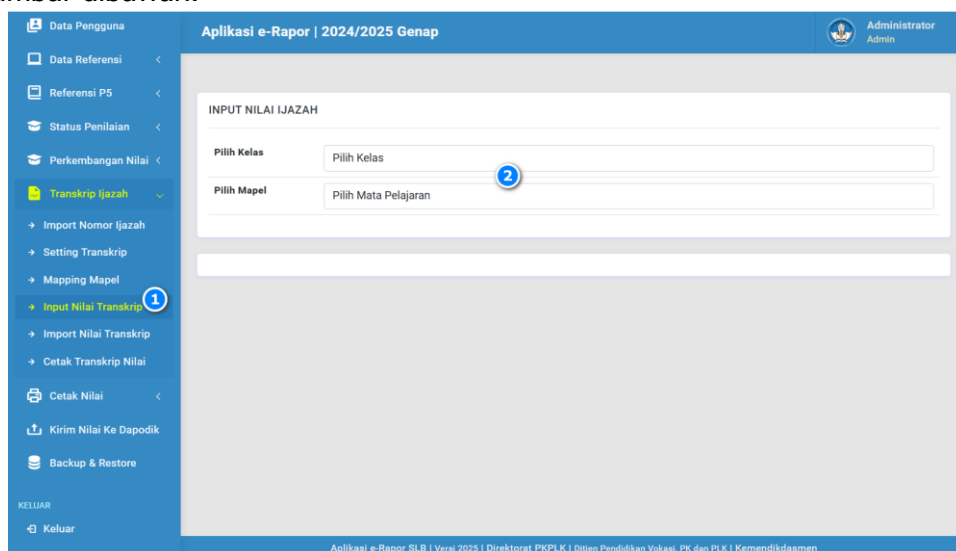 Data Pengguna
Data Referensi
Referensi P5
Status Penilaian
Perkembangan Nilai
Transkrip Ijazah
Import Nomor Ijazah
Setting Transkrip
Mapping Mapel
Input Nilai Transkrip 1
Import Nilai Transkrip
Cetak Transkrip Nilai
Cetak Nilai
Kirim Nilai Ke Dapodik
Backup & Restore
KELUAR
Keluar
Aplikasi e-Rapor | 2024/2025 Genap
Administrator
Admin
INPUT NILAI IJAZAH
Pilih Kelas
Pilih Kelas
2
Pilih Mapel
Pilih Mata Pelajaran
Aplikasi e-Rapor SLB | Versi 2025 | Direktorat PKPLK | Ditjen Pendidikan Vokasi, PK dan PLK | Kemendikdasmen